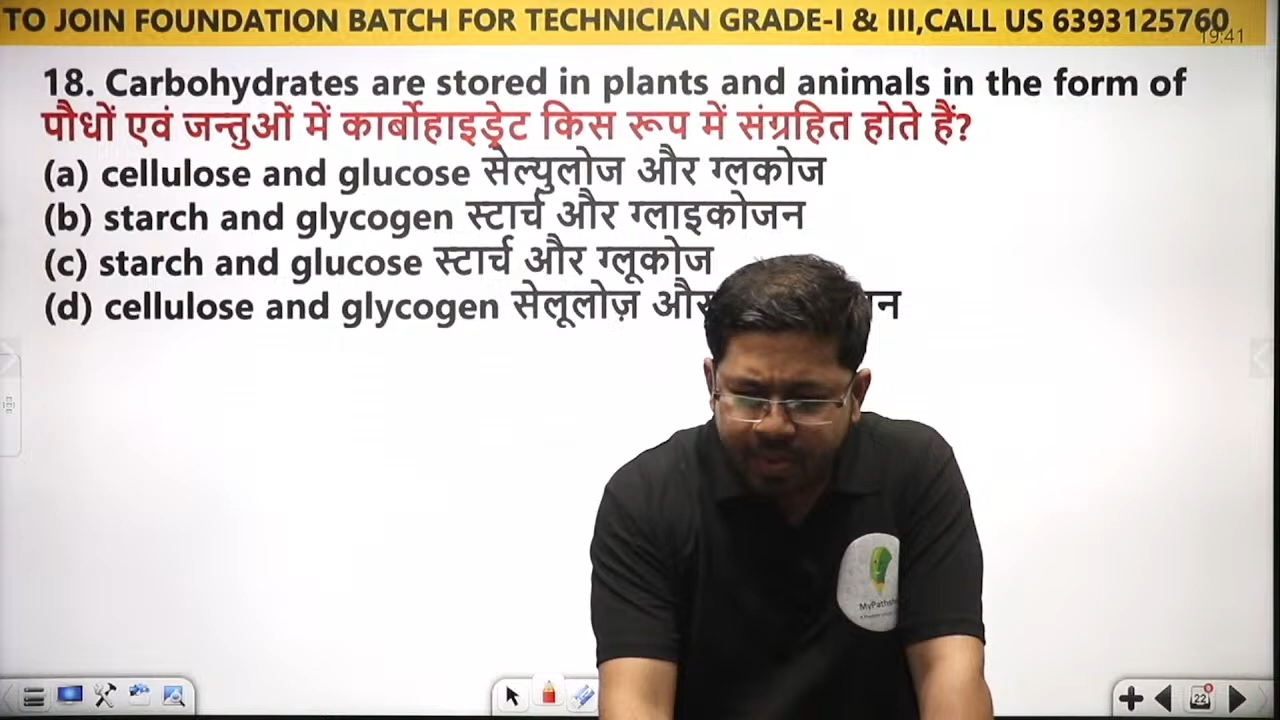 TO JOIN FOUNDATION BATCH FOR TECHNICIAN GRADE-I & III,CALL US 6393125760
19:41
18. Carbohydrates are stored in plants and animals in the form of
पौधों एवं जन्तुओं में कार्बोहाइड्रेट किस रूप में संग्रहित होते हैं?
(a) cellulose and glucose सेल्युलोज और ग्लकोज
(b) starch and glycogen स्टार्च और ग्लाइकोजन
(c) starch and glucose स्टार्च और ग्लूकोज
(d) cellulose and glycogen सेलूलोज़ और
22